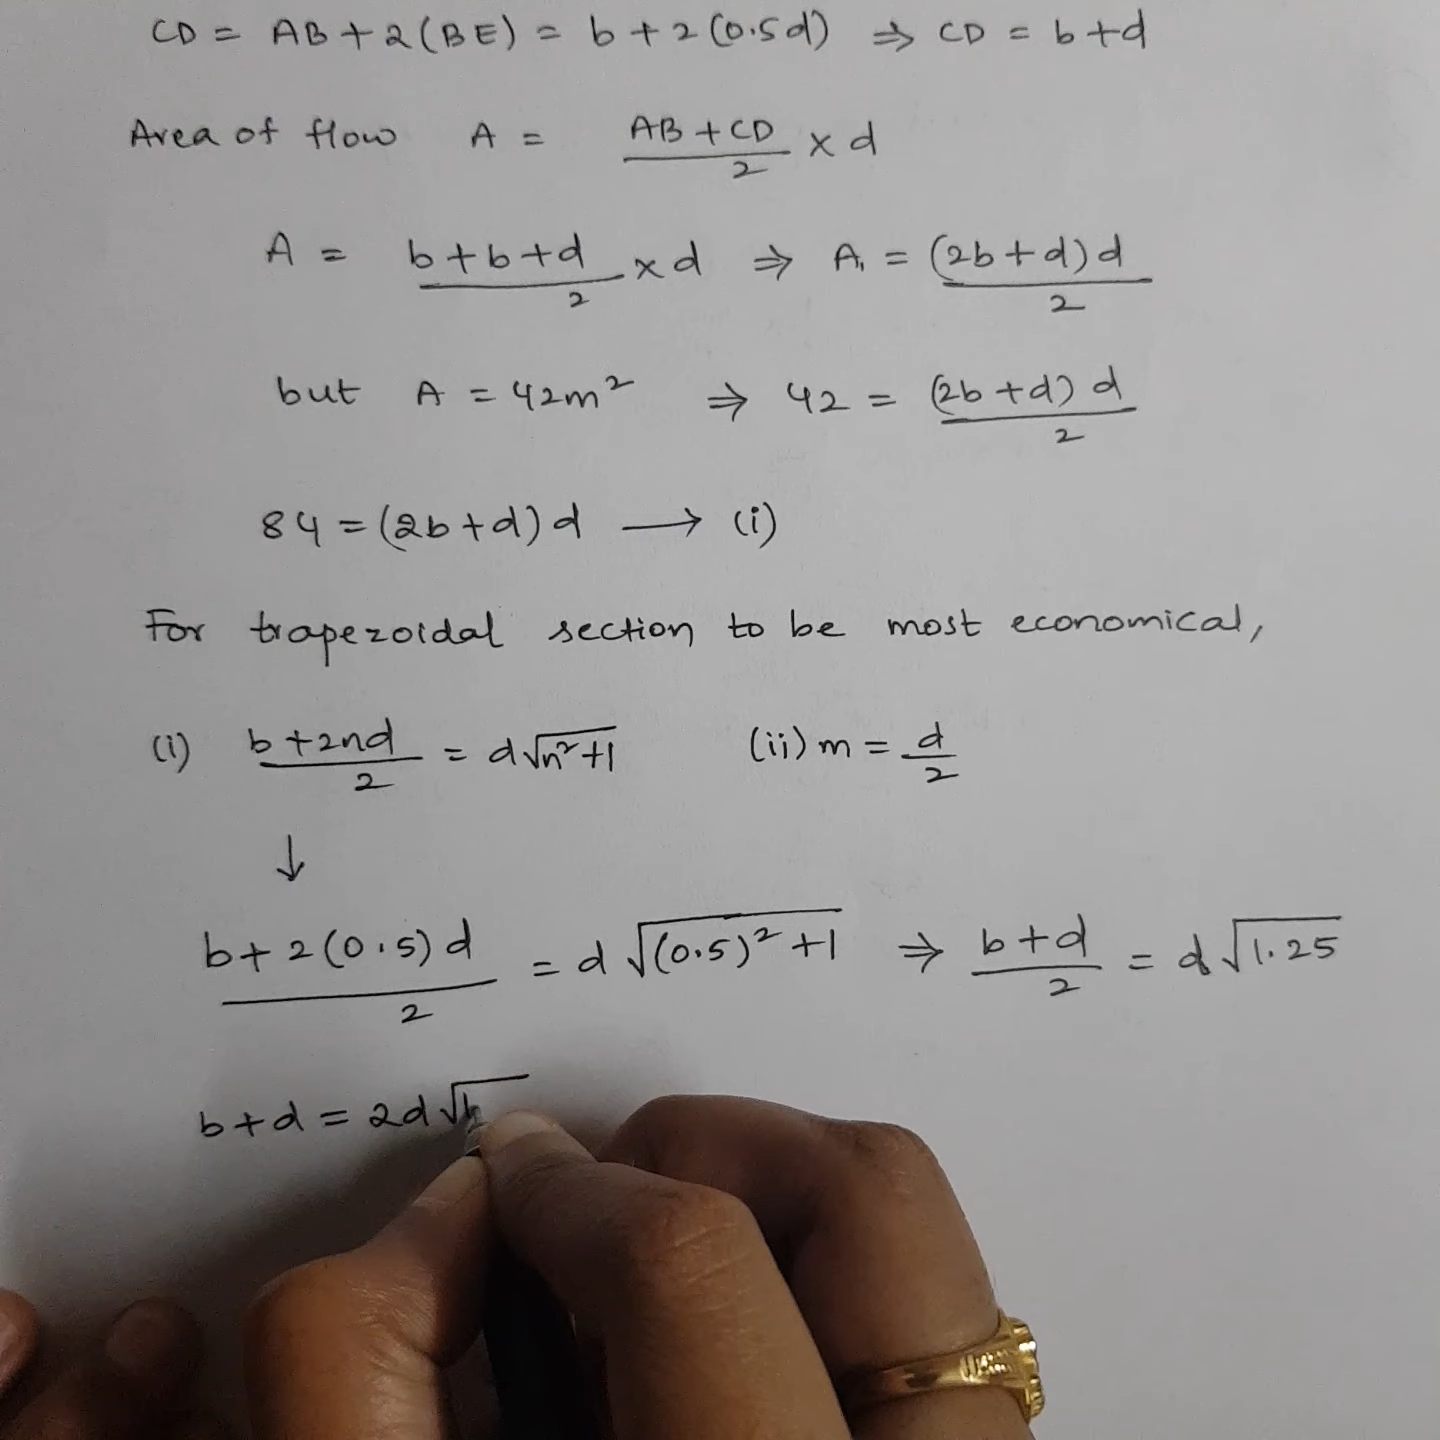 CD = AB + 2(BE) = b + 2(0.5d) ⇒ CD = b+d
Area of flow A = (AB + CD)/2 × d
A = (b+b+d)/2 × d ⇒ A = (2b+d)d/2
but A = 42m² ⇒ 42 = (2b+d)d/2
84 = (2b+d)d → (i)
For trapezoidal section to be most economical,
(i) (b+2nd)/2 = d√(n²+1) (ii) m = d/2
↓
(b+2(0.5)d)/2 = d√((0.5)²+1) ⇒ (b+d)/2 = d√1.25
b+d = 2d√